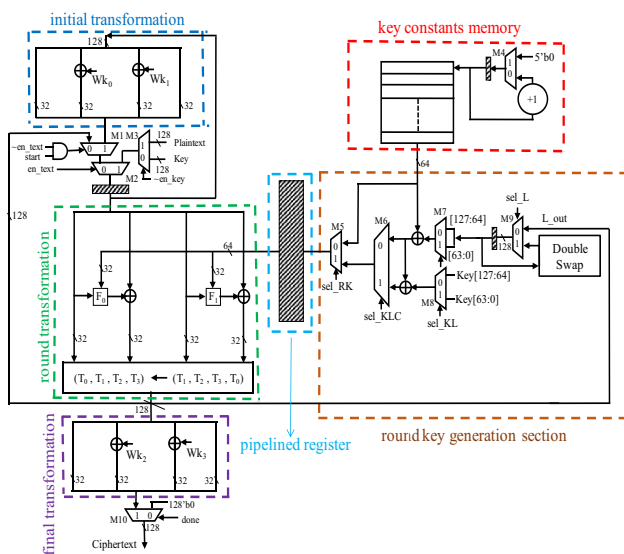 initial transformation
128
Wk0
Wk1
32
32
32
32
~en_text
start
M1
M3
0 1
1
0
Plaintext
128
Key
128
en_text
0 1
M2
~en_key
128
key constants memory
M4
5'b0
1
0
+1
64
round transformation
64
32
32
F0
F1
32
32
32
32
(T0 , T1 , T2 , T3)
(T1 , T2 , T3 , T0)
128
M5
0
1
sel_RK
M6
0
1
sel_KLC
M7
0
1
[127:64]
[63:0]
M8
0
1
sel_KL
Key[127:64]
Key[63:0]
128
sel_L
M9
0
1
L_out
Double
Swap
round key generation section
pipelined register
final transformation
Wk2
Wk3
32
32
32
32
128'b0
M10
1 0
done
128
Ciphertext